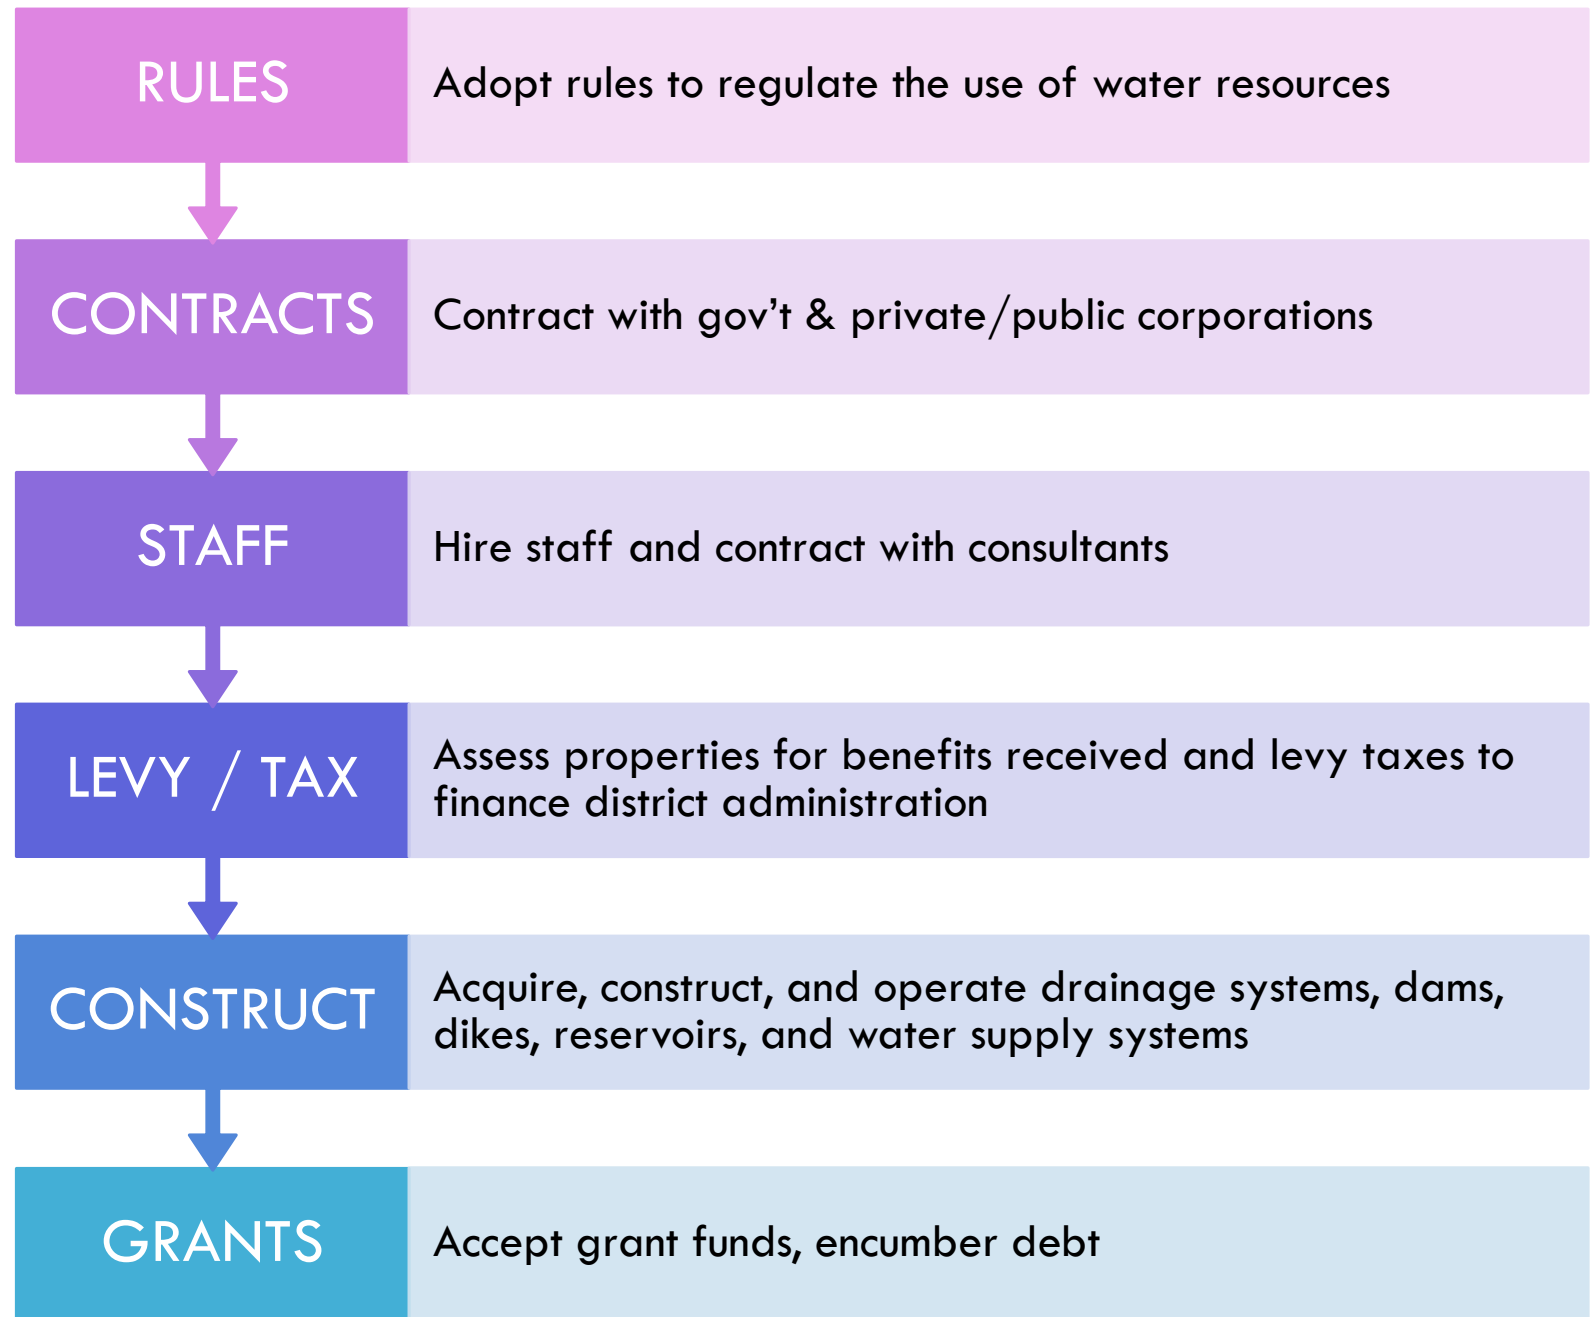 RULES
Adopt rules to regulate the use of water resources
CONTRACTS
Contract with gov’t & private/public corporations
STAFF
Hire staff and contract with consultants
LEVY / TAX
Assess properties for benefits received and levy taxes to
finance district administration
CONSTRUCT
Acquire, construct, and operate drainage systems, dams,
dikes, reservoirs, and water supply systems
GRANTS
Accept grant funds, encumber debt